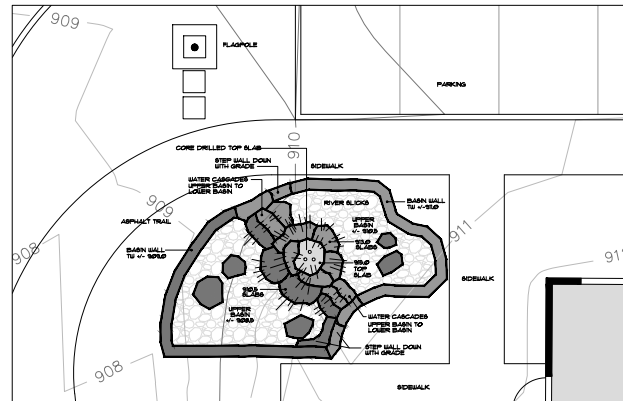 909
FLAGPOLE
PARKING
910
CORE DRILLED TOP SLAB
STEP WALL DOWN
WITH GRADE
SIDEWALK
WATER CASCADES
UPPER BASIN TO
LOWER BASIN
RIVER SLICKS
BASIN WALL
909
ASPHALT TRAIL
UPPER
BASIN
911
SLABS
BASIN WALL
TOP
SLAB
908
SIDEWALK
SLABS
UPPER
BASIN
WATER CASCADES
UPPER BASIN TO
LOWER BASIN
STEP WALL DOWN
WITH GRADE
908
SIDEWALK